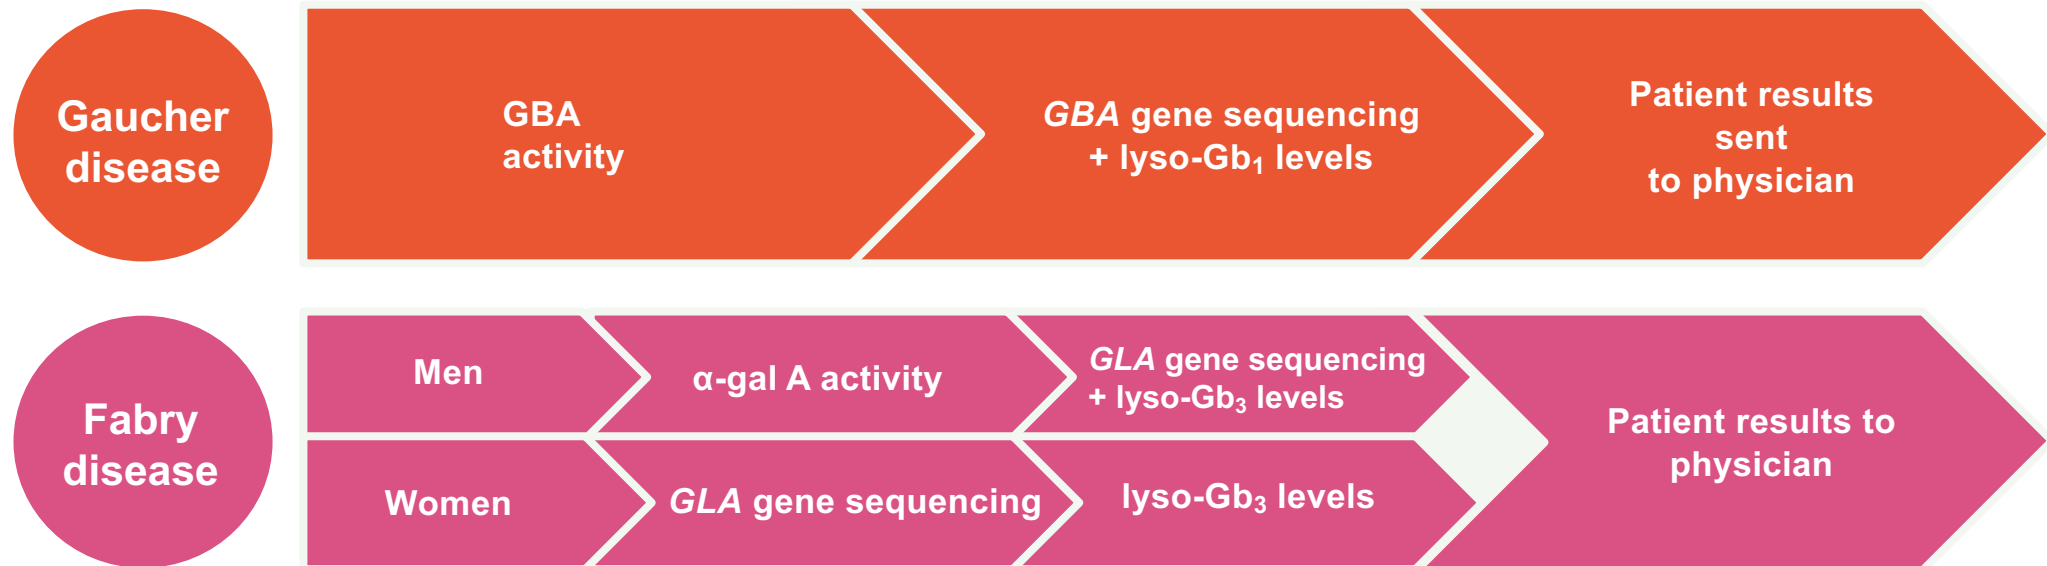 Gaucher
disease
GBA
activity
GBA gene sequencing
+ lyso-Gb₁ levels
Patient results
sent
to physician
Fabry
disease
Men
α-gal A activity
GLA gene sequencing
+ lyso-Gb₃ levels
Women
GLA gene sequencing
lyso-Gb₃ levels
Patient results to
physician